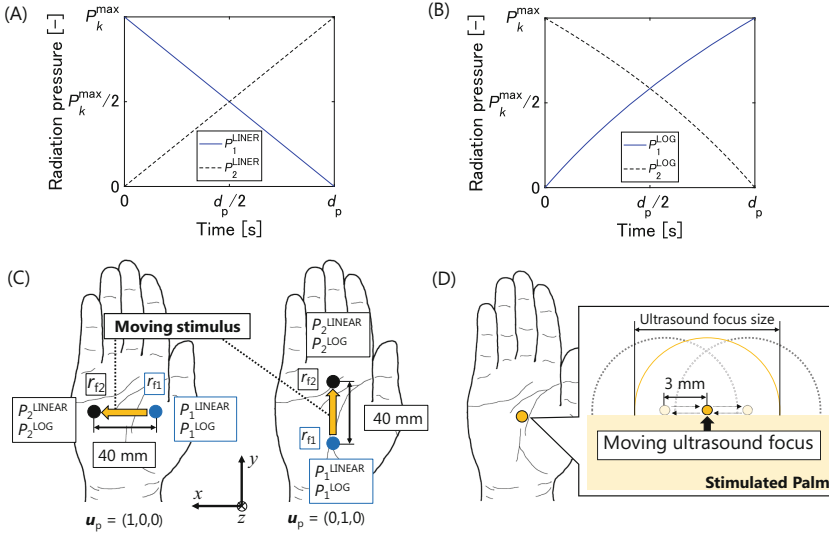 (A)
Radiation pressure [-]
P_k^max
P_k^max/2
0
P_1^LINER
P_2^LINER
0
d_p/2
d_p
Time [s]
(B)
Radiation pressure [-]
P_k^max
P_k^max/2
0
P_1^LOG
P_2^LOG
0
d_p/2
d_p
Time [s]
(C)
Moving stimulus
r_f2
r_f1
P_2^LINEAR
P_2^LOG
P_1^LINEAR
P_1^LOG
40 mm
u_p = (1,0,0)
y
x
z
P_2^LINEAR
P_2^LOG
r_f2
40 mm
r_f1
P_1^LINEAR
P_1^LOG
u_p = (0,1,0)
(D)
Ultrasound focus size
3 mm
Moving ultrasound focus
Stimulated Palm